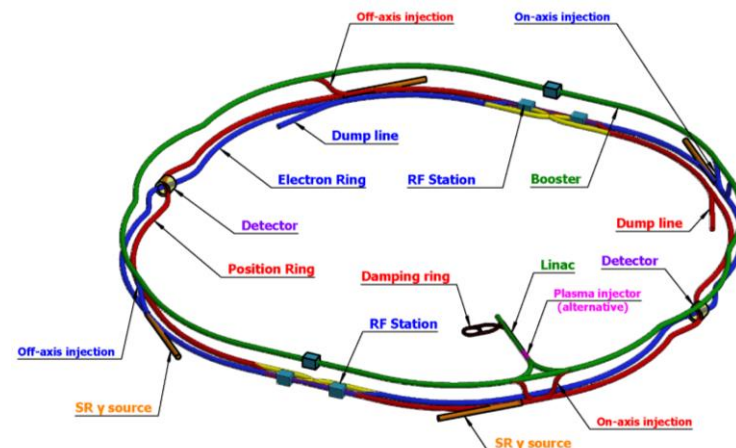 Off-axis injection
On-axis injection
Dump line
Electron Ring
RF Station
Booster
Detector
Dump line
Position Ring
Damping ring
Linac
Detector
Plasma injector
(alternative)
RF Station
Off-axis injection
SR γ source
On-axis injection
SR γ source